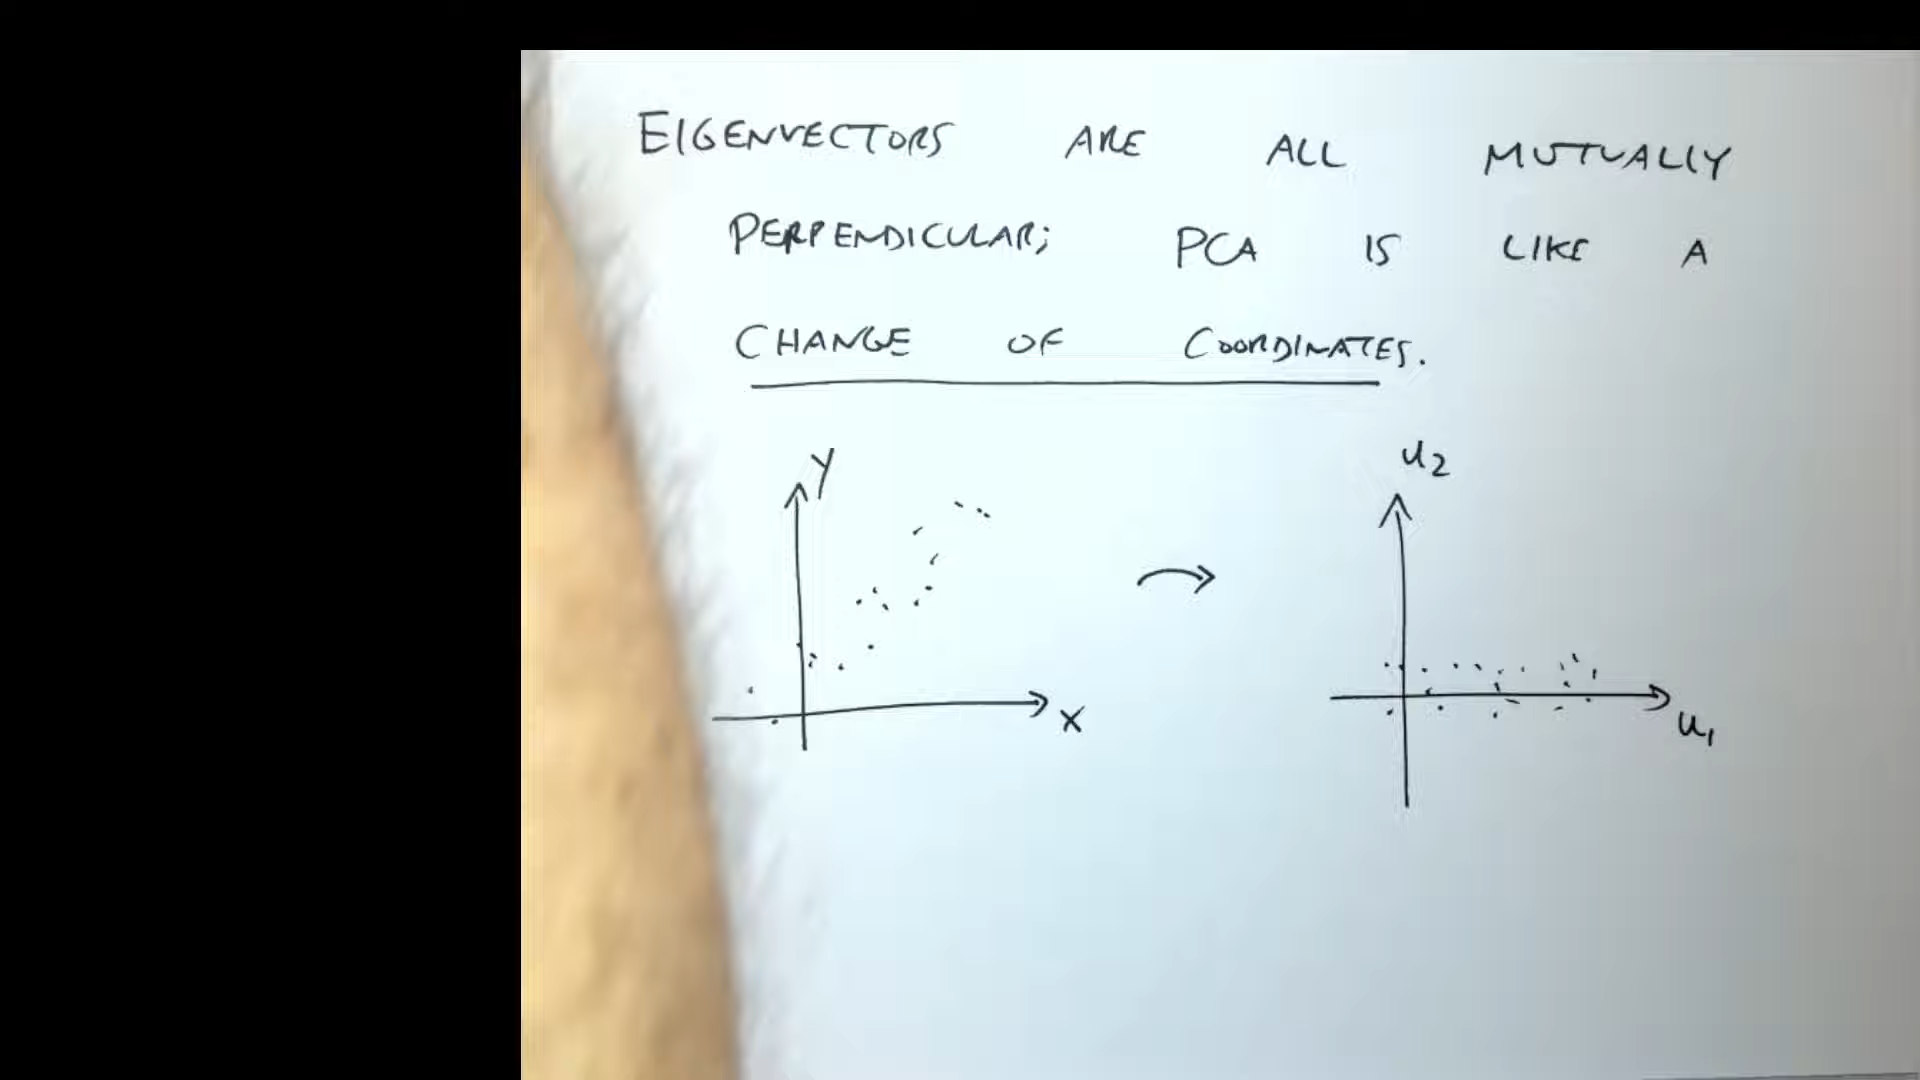 EIGENVECTORS ARE ALL MUTUALLY
PERPENDICULAR; PCA IS LIKE A
CHANGE OF COORDINATES.
y
x
u2
u1